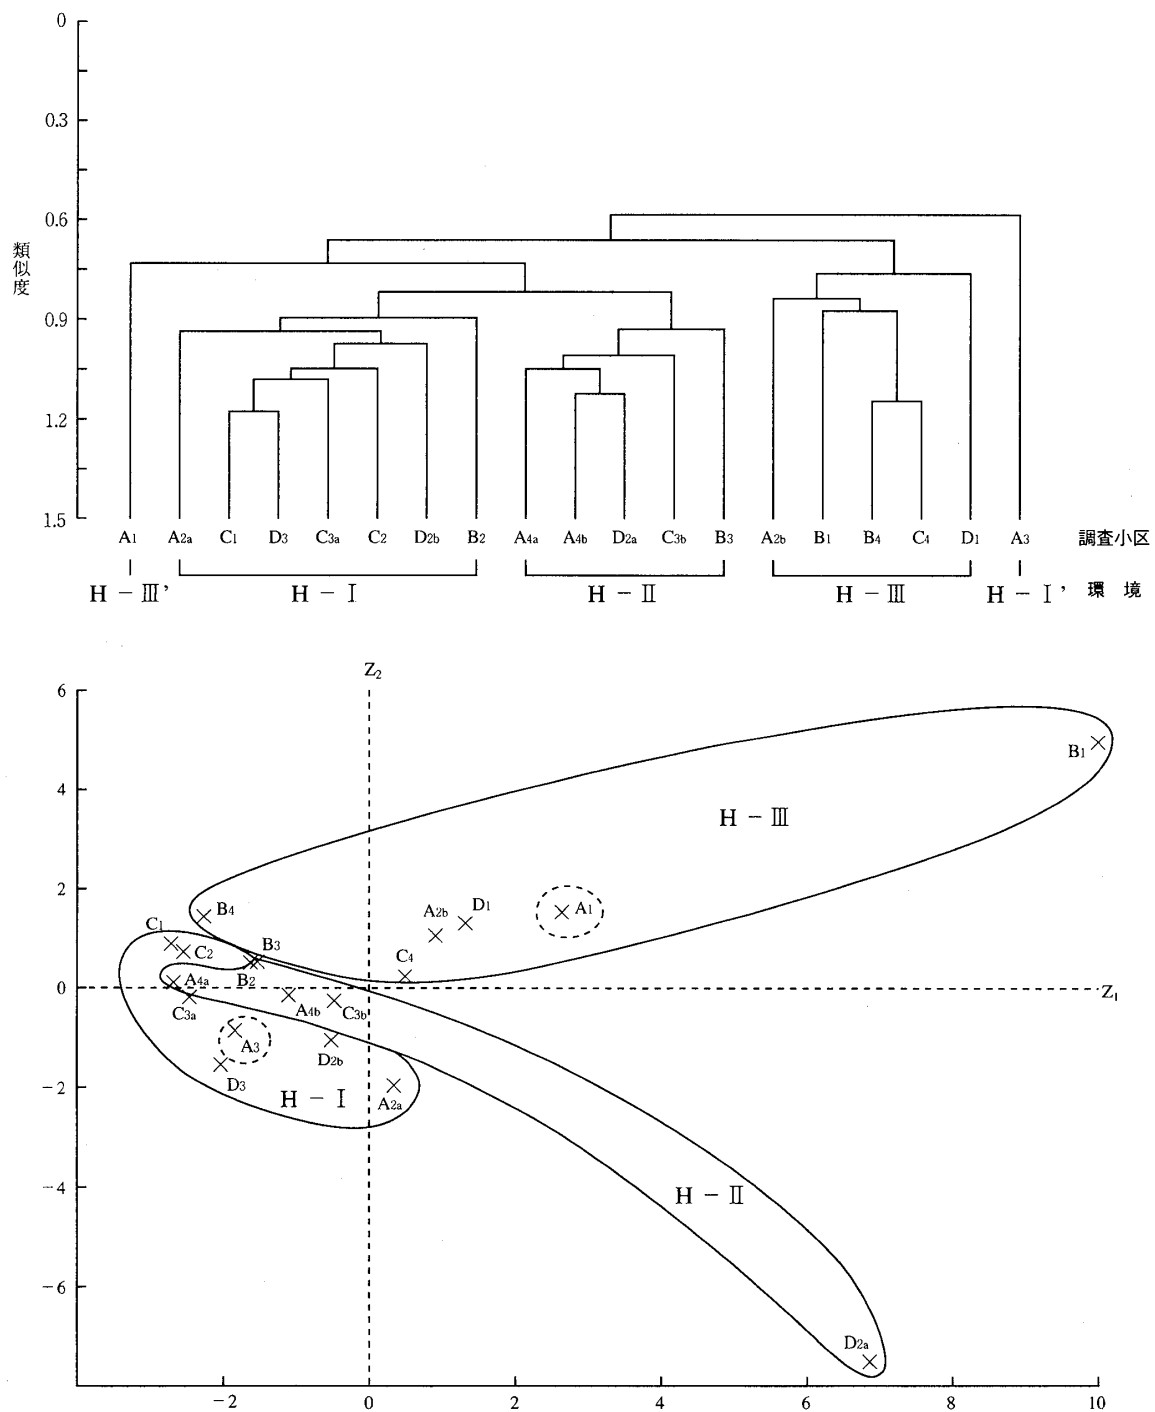 0
0.3
0.6
類似度
0.9
1.2
1.5
A1 A2a C1 D3 C3a C2 D2b B2 A4a A4b D2a C3b B3 A2b B1 B4 C4 D1 A3 調査小区
H－Ⅲ’ H－Ⅰ H－Ⅱ H－Ⅲ H－Ⅰ’ 環境
Z2
6
B1
4
H－Ⅲ
2
B4 A2b D1 A1
C1 C2 B3 C4
B2
0 A4a Z1
C3a A4b C3b
A3 D2b
D3 H－Ⅰ A2a
−2
H－Ⅱ
−4
−6
D2a
−2 0 2 4 6 8 10